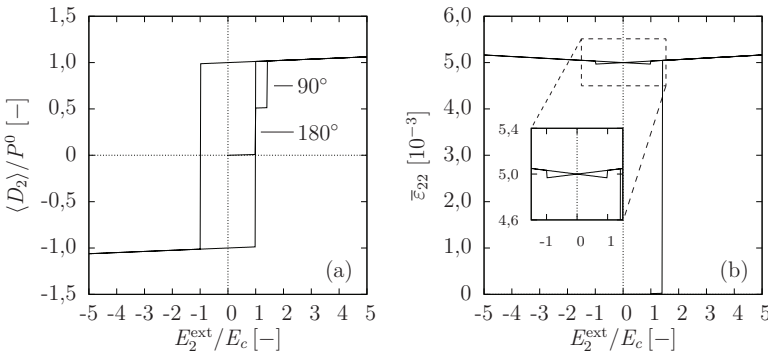 1,5
1,0
0,5
0
-0,5
-1,0
-1,5
⟨D₂⟩/P⁰ [−]
90°
180°
(a)
-5 -4 -3 -2 -1 0 1 2 3 4 5
E₂ᵉˣᵗ/E_c [−]
6,0
5,0
4,0
3,0
2,0
1,0
0
ε̅₂₂ [10⁻³]
5,4
5,0
4,6
-1 0 1
(b)
-5 -4 -3 -2 -1 0 1 2 3 4 5
E₂ᵉˣᵗ/E_c [−]